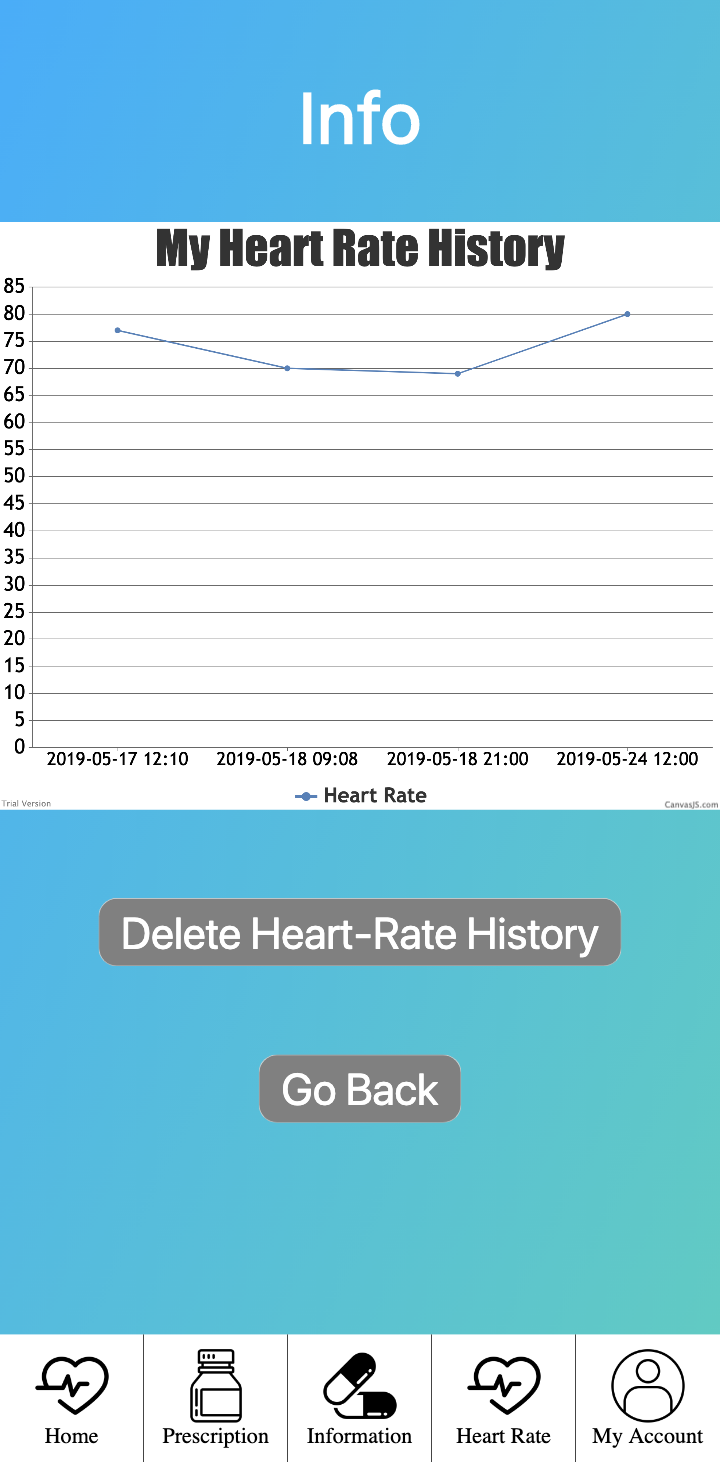 Info
My Heart Rate History
85
80
75
70
65
60
55
50
45
40
35
30
25
20
15
10
5
0
2019-05-17 12:10 2019-05-18 09:08 2019-05-18 21:00 2019-05-24 12:00
Heart Rate
Trial Version CanvasJS.com
Delete Heart-Rate History
Go Back
Home Prescription Information Heart Rate My Account